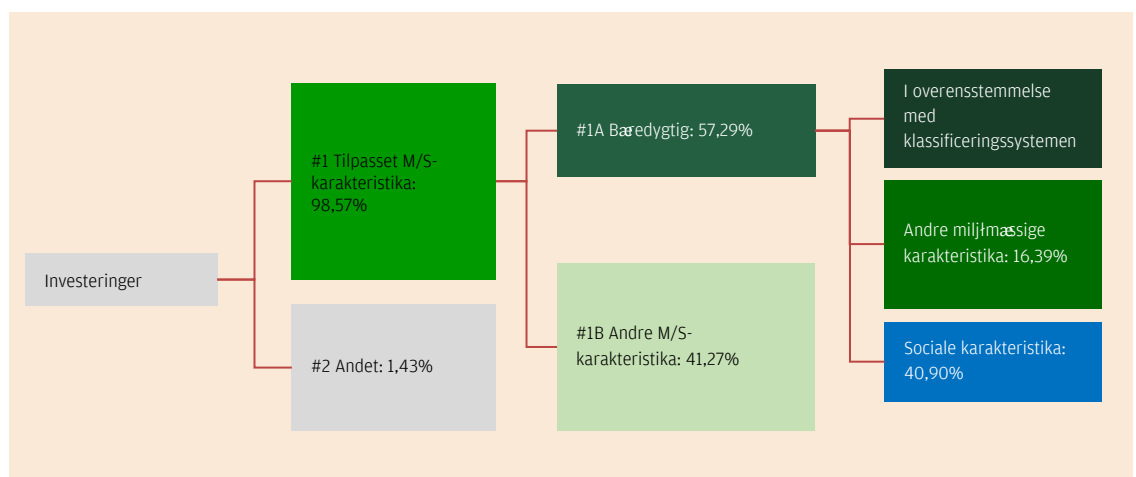 Investeringer
#1 Tilpasset M/S-
karakteristika:
98,57%
#2 Andet: 1,43%
#1A Bæredygtig: 57,29%
#1B Andre M/S-
karakteristika: 41,27%
I overensstemmelse
med
klassificeringssystemen
Andre miljłmæssige
karakteristika: 16,39%
Sociale karakteristika:
40,90%